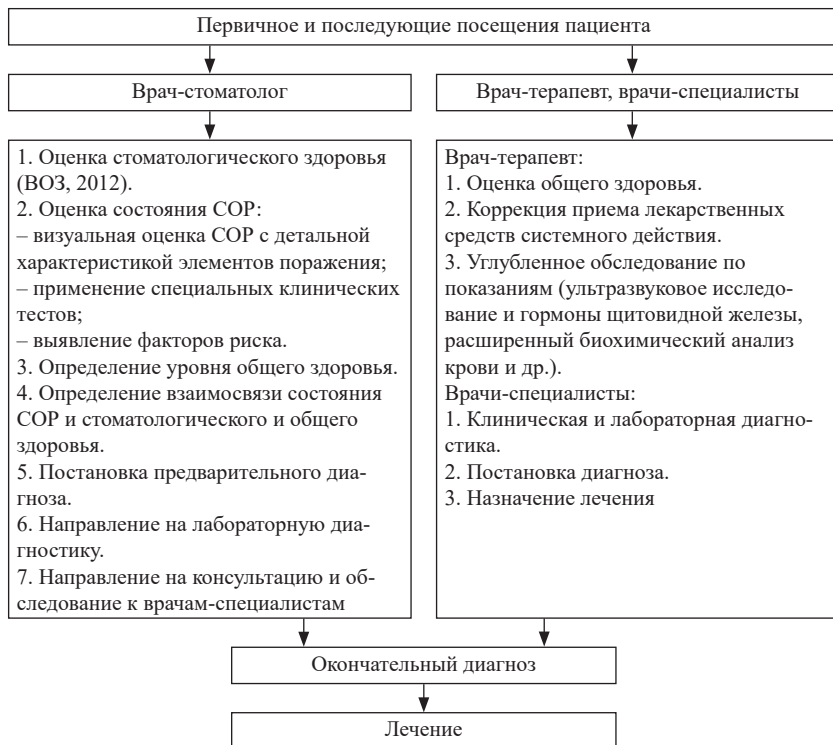 Первичное и последующие посещения пациента
Врач-стоматолог
Врач-терапевт, врачи-специалисты
1. Оценка стоматологического здоровья
(ВОЗ, 2012).
2. Оценка состояния СОР:
– визуальная оценка СОР с детальной
характеристикой элементов поражения;
– применение специальных клинических
тестов;
– выявление факторов риска.
3. Определение уровня общего здоровья.
4. Определение взаимосвязи состояния
СОР и стоматологического и общего
здоровья.
5. Постановка предварительного диа-
гноза.
6. Направление на лабораторную диа-
гностику.
7. Направление на консультацию и об-
следование к врачам-специалистам
Врач-терапевт:
1. Оценка общего здоровья.
2. Коррекция приема лекарственных
средств системного действия.
3. Углубленное обследование по
показаниям (ультразвуковое исследо-
вание и гормоны щитовидной железы,
расширенный биохимический анализ
крови и др.).
Врачи-специалисты:
1. Клиническая и лабораторная диагно-
стика.
2. Постановка диагноза.
3. Назначение лечения
Окончательный диагноз
Лечение